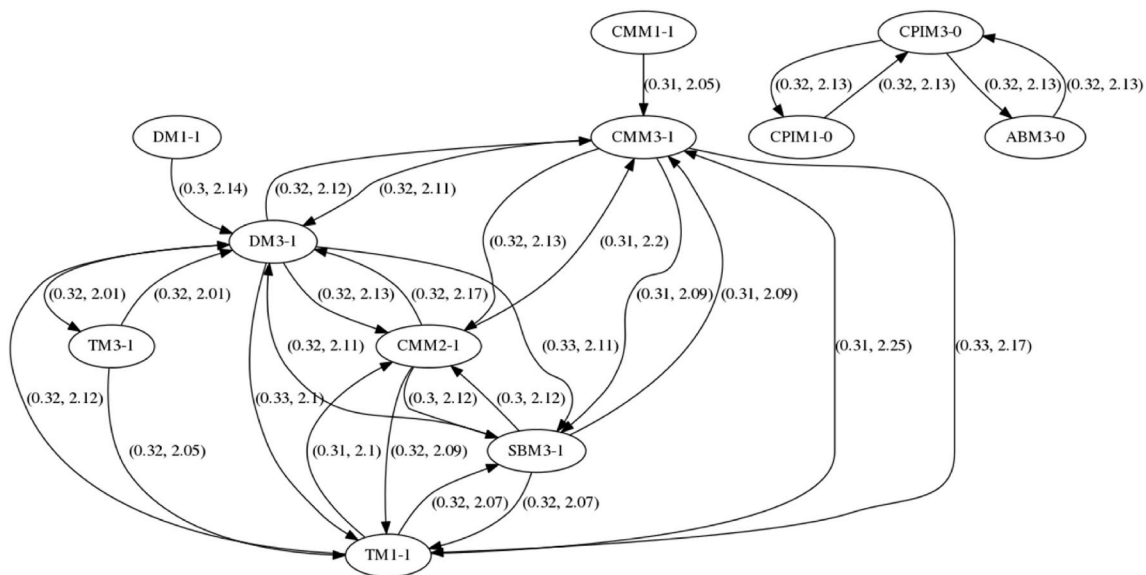 CMM1-1
CPIM3-0
(0.31, 2.05)
(0.32, 2.13)
(0.32, 2.13)
(0.32, 2.13)
(0.32, 2.13)
DM1-1
CMM3-1
CPIM1-0
ABM3-0
(0.3, 2.14)
(0.32, 2.12)
(0.32, 2.11)
DM3-1
(0.32, 2.13)
(0.31, 2.2)
(0.32, 2.01)
(0.32, 2.01)
(0.32, 2.13)
(0.32, 2.17)
(0.31, 2.09)
(0.31, 2.09)
TM3-1
(0.32, 2.11)
CMM2-1
(0.33, 2.11)
(0.31, 2.25)
(0.33, 2.17)
(0.32, 2.12)
(0.33, 2.1)
(0.3, 2.12)
(0.3, 2.12)
(0.32, 2.05)
(0.31, 2.1)
(0.32, 2.09)
SBM3-1
(0.32, 2.07)
(0.32, 2.07)
TM1-1